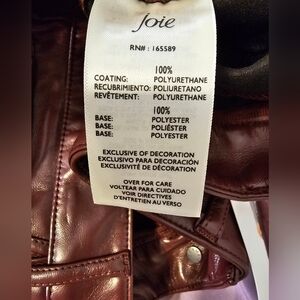 Joie
RN# : 165589
100%
COATING: POLYURETHANE
RECUBRIMIENTO: POLIURETANO
REVÊTEMENT: POLYURETHANE
100%
BASE: POLYESTER
BASE: POLIÉSTER
BASE: POLYESTER
EXCLUSIVE OF DECORATION
EXCLUSIVO PARA DECORACIÓN
EXCLUSIVITÉ DE DÉCORATION
OVER FOR CARE
VOLTEAR PARA CUIDADO
VOIR DIRECTIVES
D'ENTRETIEN AU VERSO